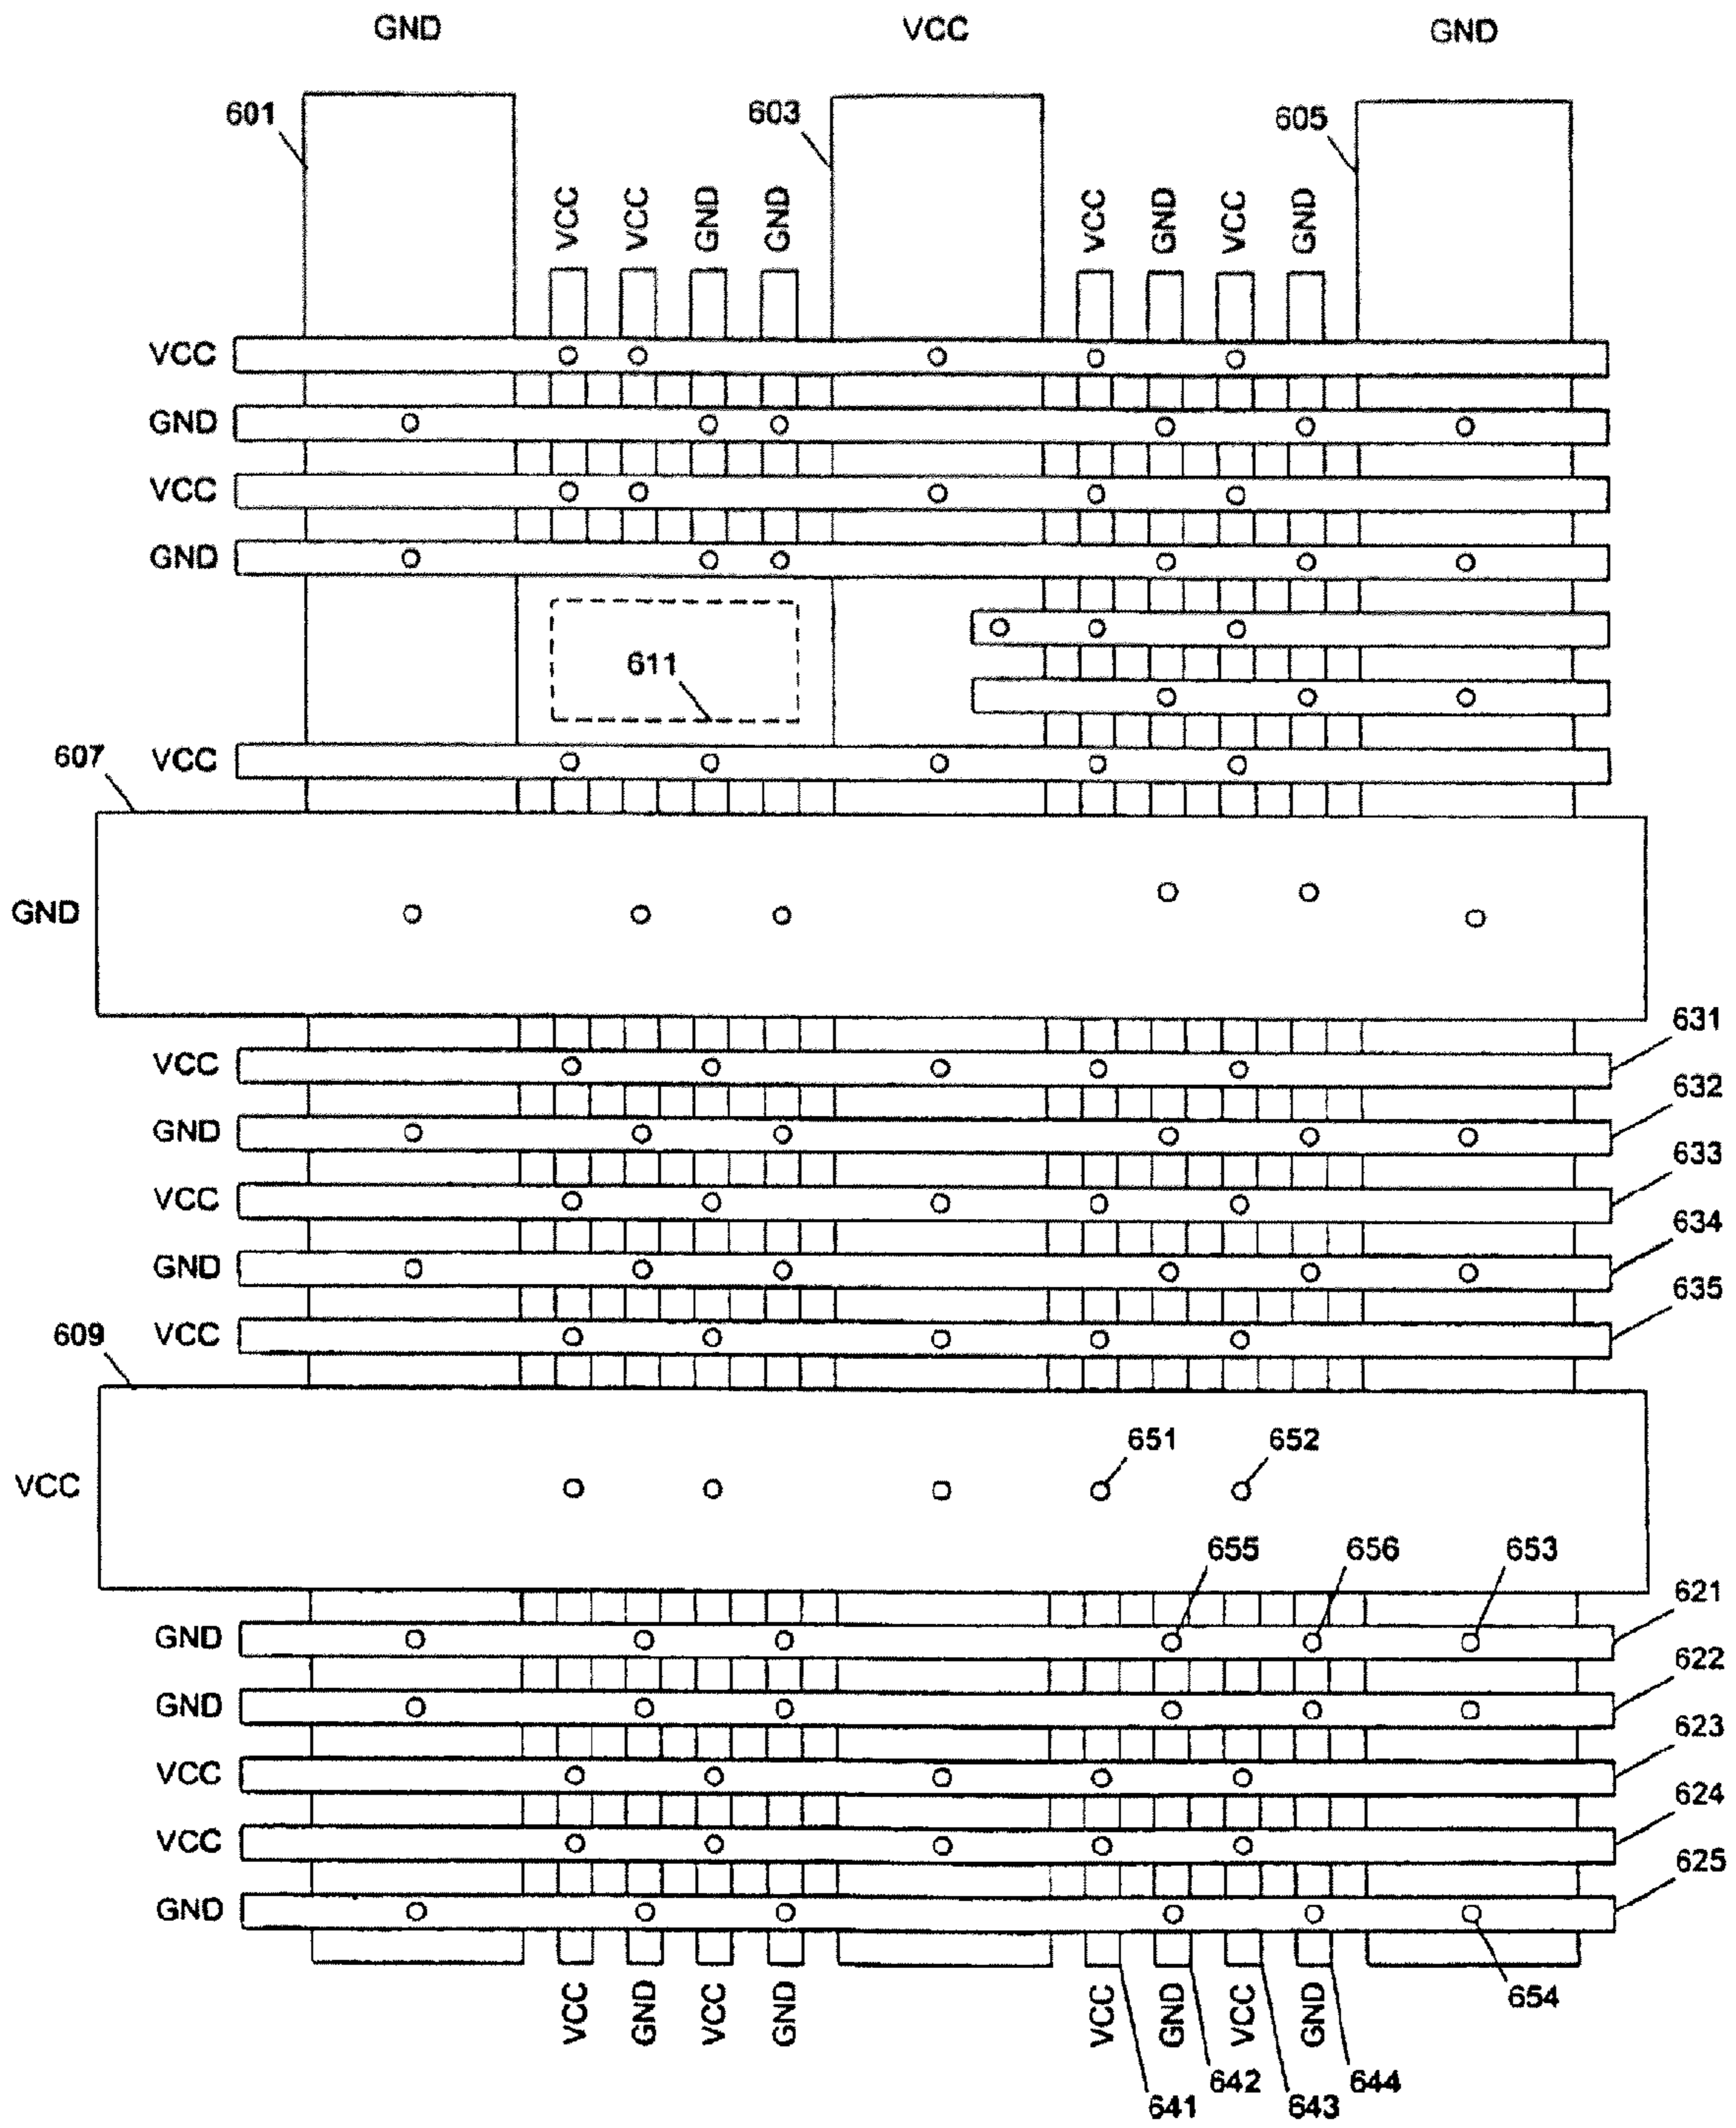 GND VCC GND
601 603 605
VCC VCC GND GND VCC GND VCC GND
VCC
GND
VCC
GND
611
607
VCC
GND
631
VCC
632
GND
633
VCC
634
GND
635
609
VCC
651 652
VCC
655 656 653
621
GND
622
GND
623
VCC
624
VCC
625
GND
654
VCC GND VCC GND VCC GND VCC GND
641 642 643 644